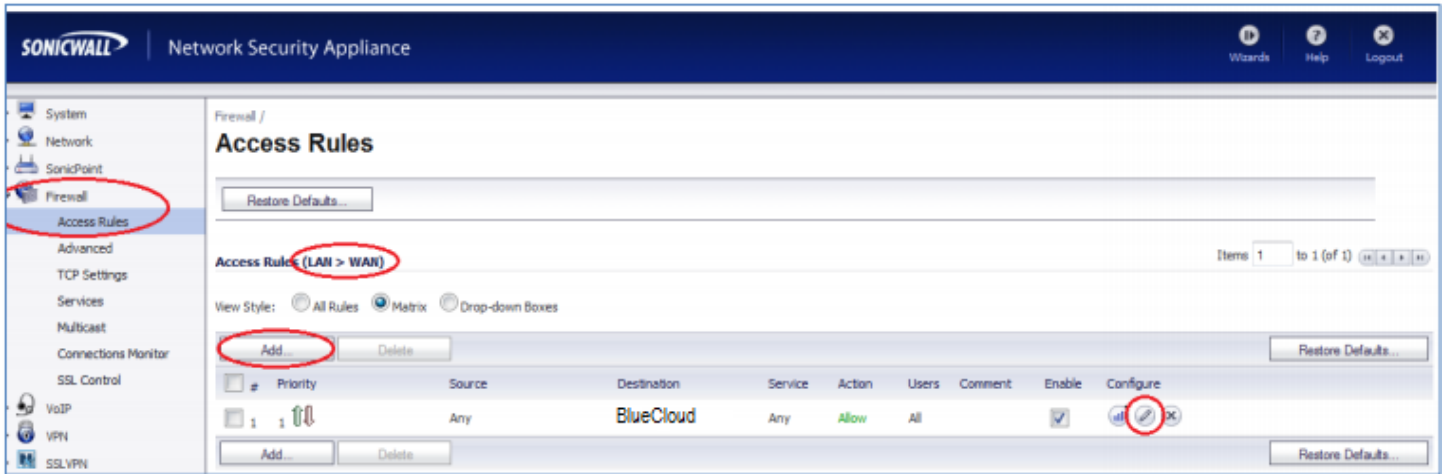 SONICWALL Network Security Appliance
Wizards Help Logout
System
Network
SonicPoint
Firewall
Access Rules
Advanced
TCP Settings
Services
Multicast
Connections Monitor
SSL Control
VoIP
VPN
SSL VPN
Firewall /
Access Rules
Restore Defaults...
Access Rules (LAN > WAN)
Items 1 to 1 (of 1)
View Style: All Rules Matrix Drop-down Boxes
Add... Delete Restore Defaults...
# Priority Source Destination Service Action Users Comment Enable Configure
1 1 Any BlueCloud Any Allow All
Add... Delete Restore Defaults...